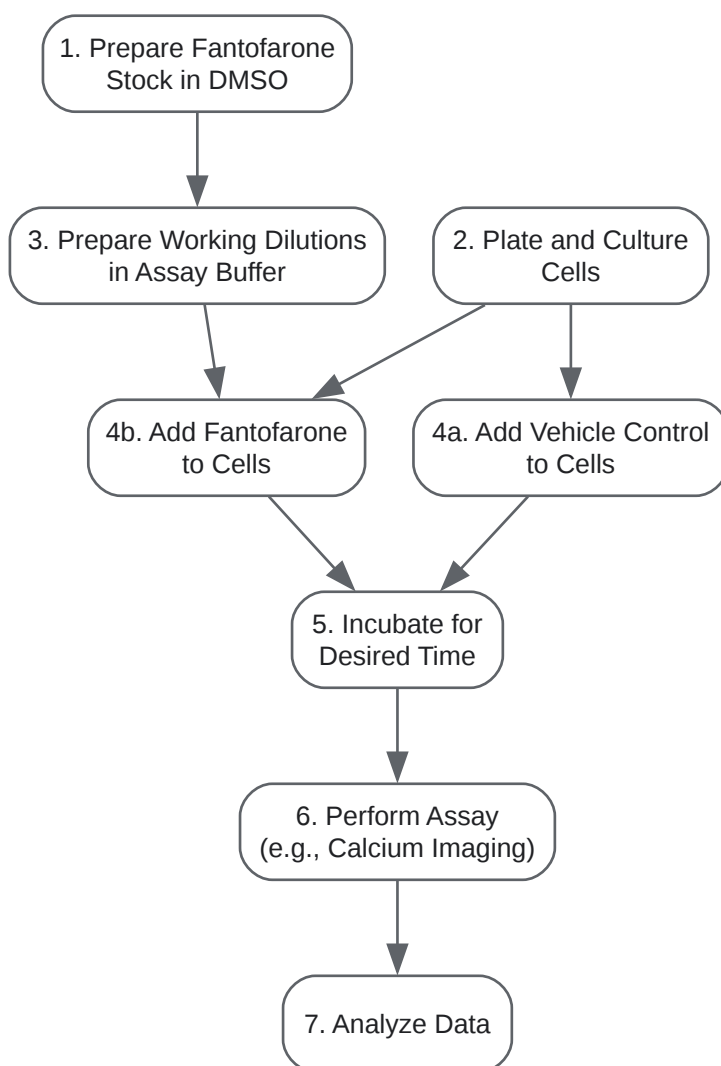 1. Prepare Fantofarone
Stock in DMSO
3. Prepare Working Dilutions
in Assay Buffer
2. Plate and Culture
Cells
4b. Add Fantofarone
to Cells
4a. Add Vehicle Control
to Cells
5. Incubate for
Desired Time
6. Perform Assay
(e.g., Calcium Imaging)
7. Analyze Data